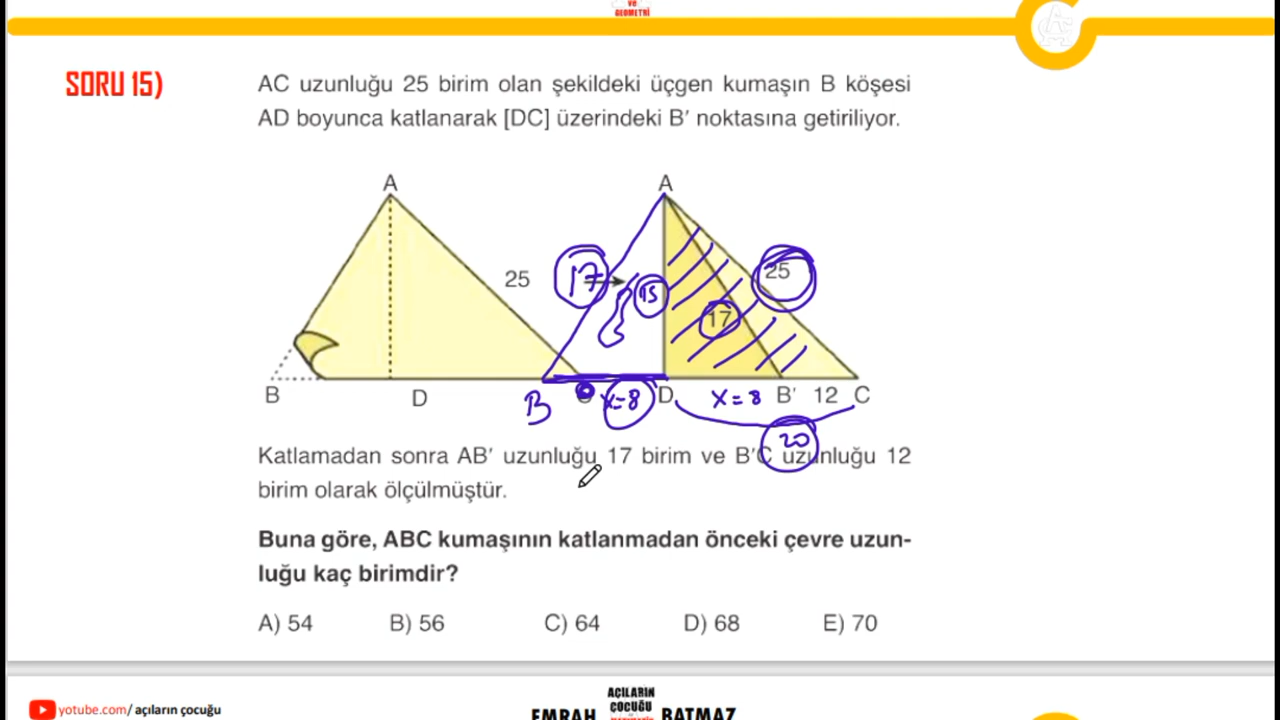 ve
GEOMETRİ
SORU 15)
AC uzunluğu 25 birim olan şekildeki üçgen kumaşın B köşesi
AD boyunca katlanarak [DC] üzerindeki B' noktasına getiriliyor.
A
A
25
17
15
25
17
B
D
B
x=8
D
x=8
B'
12
C
20
Katlamadan sonra AB' uzunluğu 17 birim ve B'C uzunluğu 12
birim olarak ölçülmüştür.
Buna göre, ABC kumaşının katlanmadan önceki çevre uzun-
luğu kaç birimdir?
A) 54 B) 56 C) 64 D) 68 E) 70
yotube.com/ açıların çocuğu
AÇILARIN
ÇOCUĞU
EMRAH BATMAZ